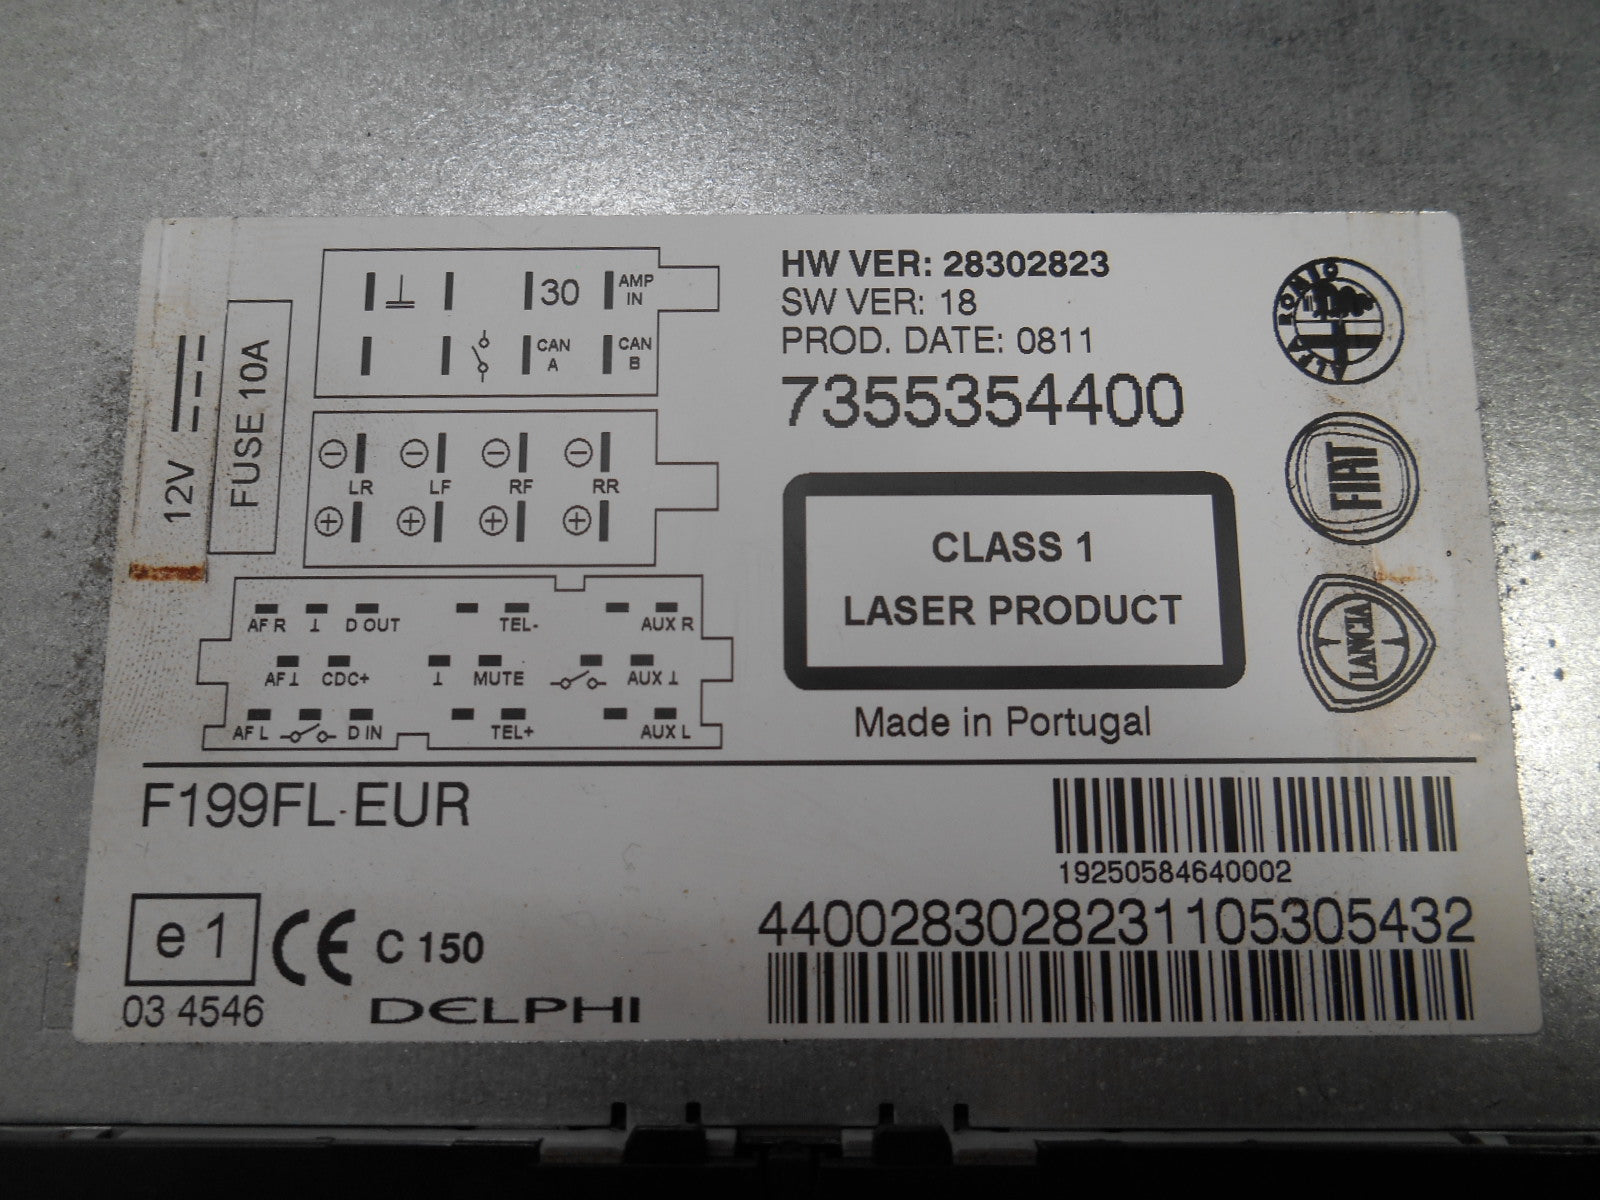 12V
FUSE 10A
30
AMP IN
CAN A
CAN B
LR LF RF RR
AF R D OUT TEL- AUX R
AF CDC+ MUTE AUX
AF L D IN TEL+ AUX L
HW VER: 28302823
SW VER: 18
PROD. DATE: 0811
7355354400
CLASS 1
LASER PRODUCT
Made in Portugal
ALFA ROMEO
FIAT
LANCIA
F199FL-EUR
19250584640002
44002830282311053054​32
e1
03 4546
CE C 150
DELPHI